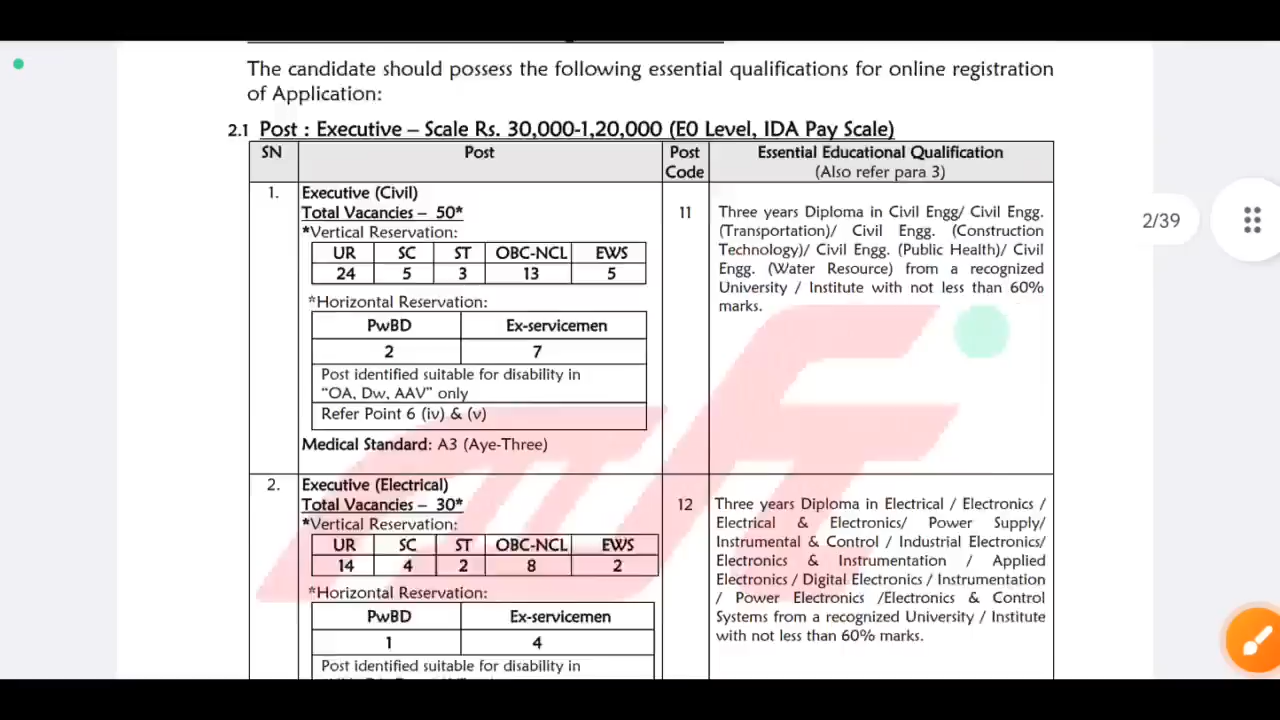 The candidate should possess the following essential qualifications for online registration
of Application:
2.1 Post : Executive – Scale Rs. 30,000-1,20,000 (E0 Level, IDA Pay Scale)
SN Post Post Code Essential Educational Qualification
(Also refer para 3)
1. Executive (Civil)
Total Vacancies – 50*
*Vertical Reservation:
UR SC ST OBC-NCL EWS
24 5 3 13 5
*Horizontal Reservation:
PwBD Ex-servicemen
2 7
Post identified suitable for disability in
“OA, Dw, AAV” only
Refer Point 6 (iv) & (v)
Medical Standard: A3 (Aye-Three)
11
Three years Diploma in Civil Engg/ Civil Engg.
(Transportation)/ Civil Engg. (Construction
Technology)/ Civil Engg. (Public Health)/ Civil
Engg. (Water Resource) from a recognized
University / Institute with not less than 60%
marks.
2/39
2. Executive (Electrical)
Total Vacancies – 30*
*Vertical Reservation:
UR SC ST OBC-NCL EWS
14 4 2 8 2
*Horizontal Reservation:
PwBD Ex-servicemen
1 4
Post identified suitable for disability in
12
Three years Diploma in Electrical / Electronics /
Electrical & Electronics/ Power Supply/
Instrumental & Control / Industrial Electronics/
Electronics & Instrumentation / Applied
Electronics / Digital Electronics / Instrumentation
/ Power Electronics /Electronics & Control
Systems from a recognized University / Institute
with not less than 60% marks.